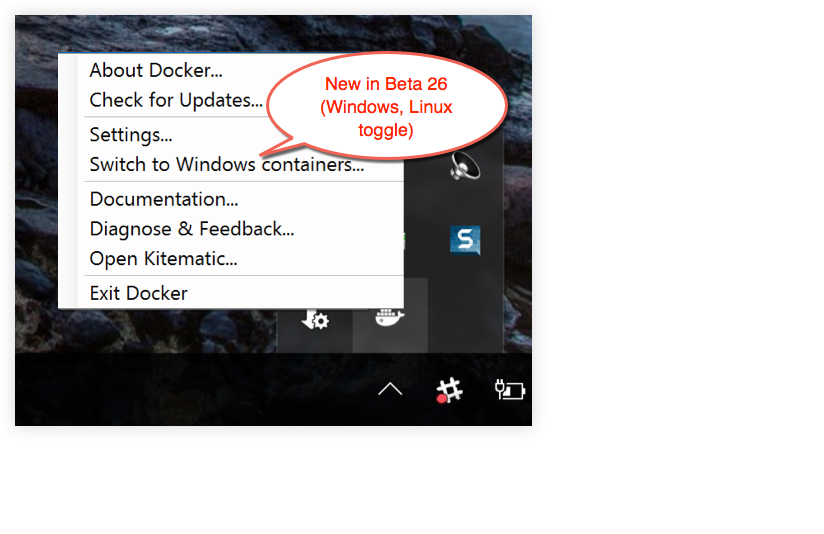 About Docker...
Check for Updates...
New in Beta 26
(Windows, Linux
toggle)
Settings...
Switch to Windows containers...
Documentation...
Diagnose & Feedback...
Open Kitematic...
Exit Docker
S